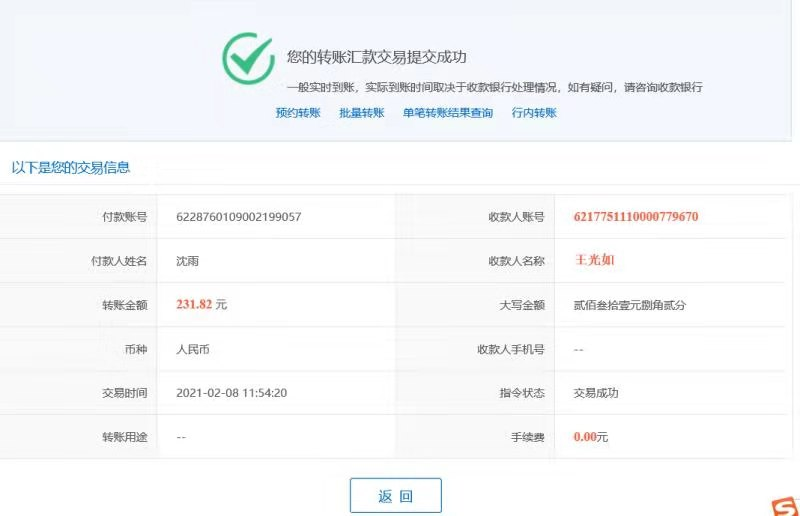 您的转账汇款交易提交成功
一般实时到账，实际到账时间取决于收款银行处理情况，如有疑问，请咨询收款银行
预约转账 批量转账 单笔转账结果查询 行内转账
以下是您的交易信息
付款账号 6228760109002199057 收款人账号 6217751110000779670
付款人姓名 沈雨 收款人名称 王光如
转账金额 231.82 元 大写金额 贰佰叁拾壹元捌角贰分
币种 人民币 收款人手机号 --
交易时间 2021-02-08 11:54:20 指令状态 交易成功
转账用途 -- 手续费 0.00元
返 回